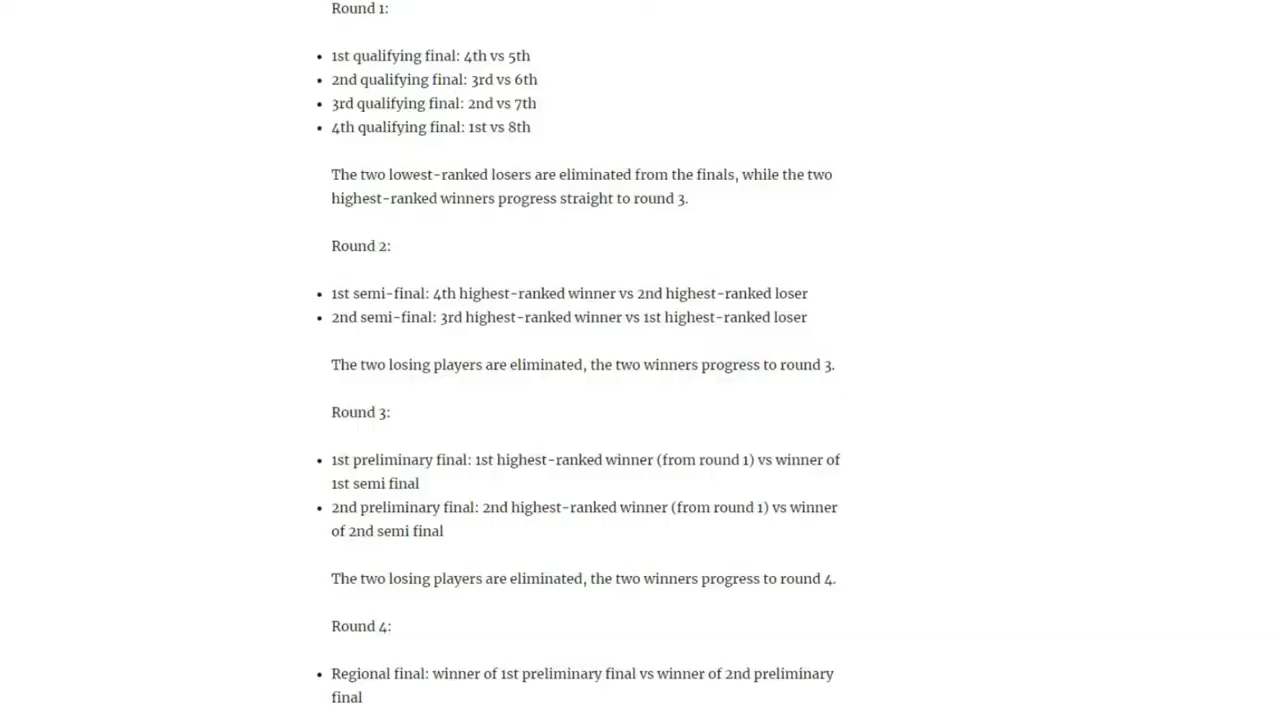 Round 1:
• 1st qualifying final: 4th vs 5th
• 2nd qualifying final: 3rd vs 6th
• 3rd qualifying final: 2nd vs 7th
• 4th qualifying final: 1st vs 8th
The two lowest-ranked losers are eliminated from the finals, while the two
highest-ranked winners progress straight to round 3.
Round 2:
• 1st semi-final: 4th highest-ranked winner vs 2nd highest-ranked loser
• 2nd semi-final: 3rd highest-ranked winner vs 1st highest-ranked loser
The two losing players are eliminated, the two winners progress to round 3.
Round 3:
• 1st preliminary final: 1st highest-ranked winner (from round 1) vs winner of
1st semi final
• 2nd preliminary final: 2nd highest-ranked winner (from round 1) vs winner
of 2nd semi final
The two losing players are eliminated, the two winners progress to round 4.
Round 4:
• Regional final: winner of 1st preliminary final vs winner of 2nd preliminary
final